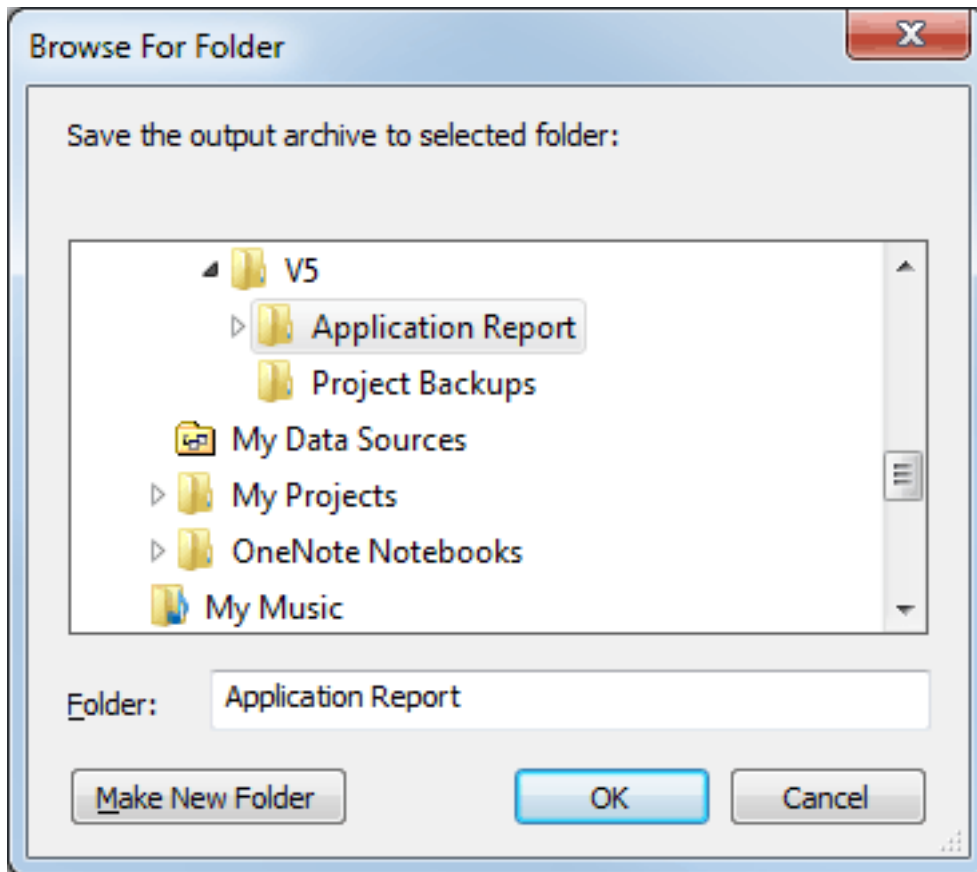 Browse For Folder
Save the output archive to selected folder:
V5
Application Report
Project Backups
My Data Sources
My Projects
OneNote Notebooks
My Music
Folder: Application Report
Make New Folder OK Cancel